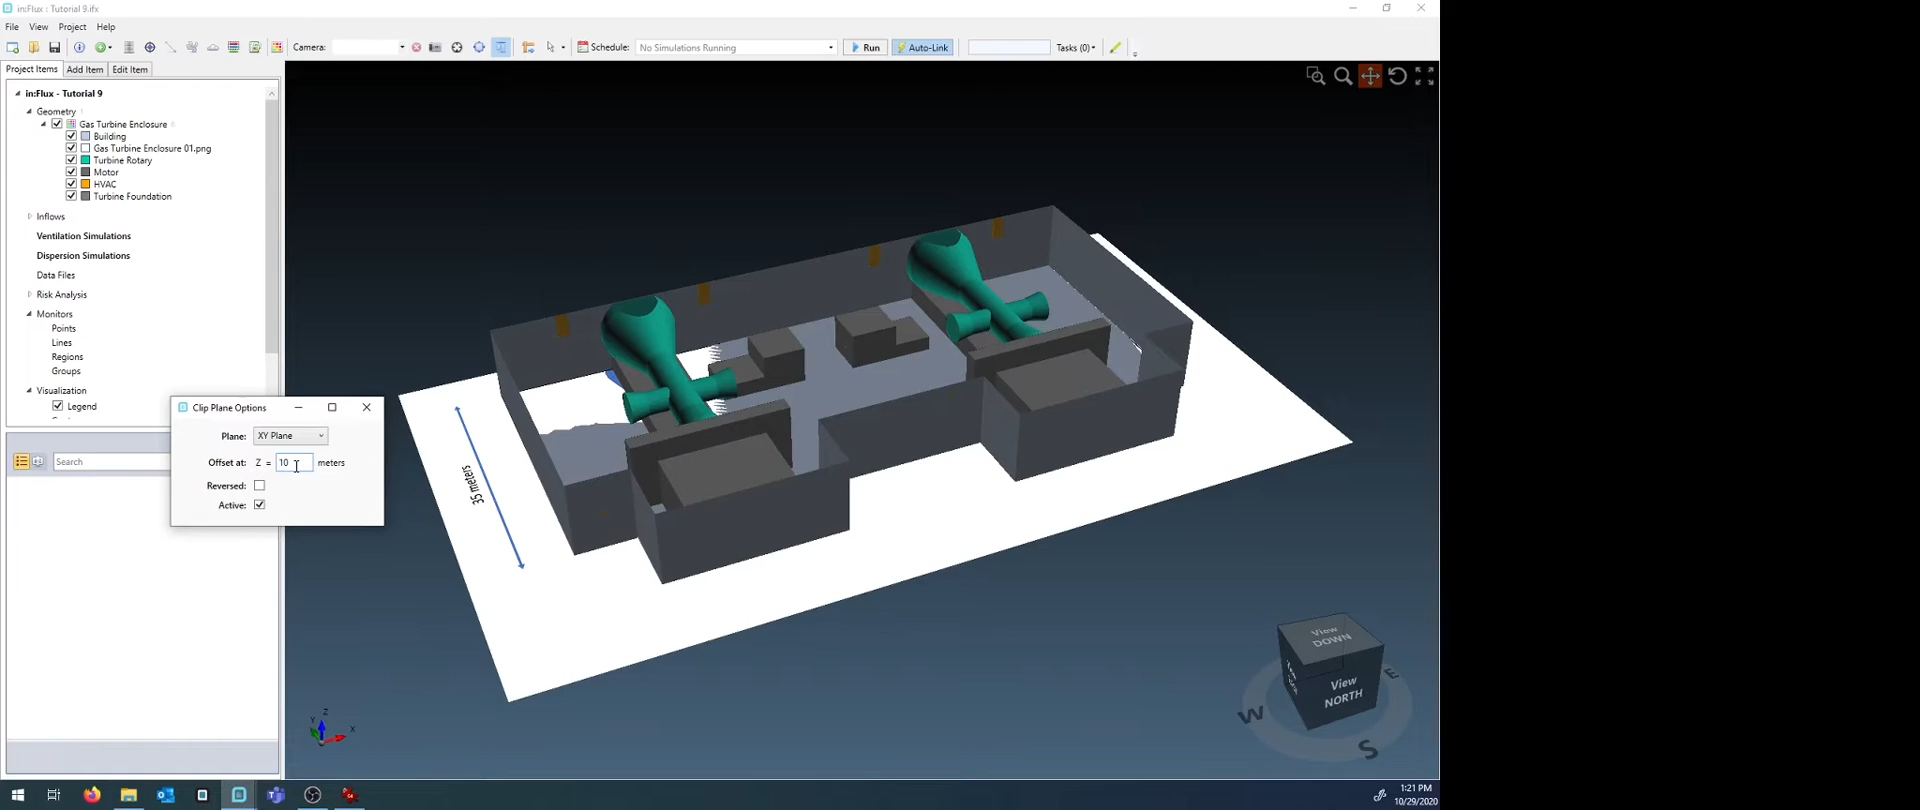 in:Flux : Tutorial 9.ifx
File View Project Help
Camera: Schedule: No Simulations Running Run Auto-Link Tasks (0)
Project Items Add Item Edit Item
in:Flux - Tutorial 9
Geometry
Gas Turbine Enclosure
Building
Gas Turbine Enclosure 01.png
Turbine Rotary
Motor
HVAC
Turbine Foundation
Inflows
Ventilation Simulations
Dispersion Simulations
Data Files
Risk Analysis
Monitors
Points
Lines
Regions
Groups
Visualization
Legend
Search
Clip Plane Options
Plane: XY Plane
Offset at: Z = 10 meters
Reversed:
Active:
35 meters
View
DOWN
View
NORTH
W
E
S
Z
Y
X
1:21 PM
10/29/2020